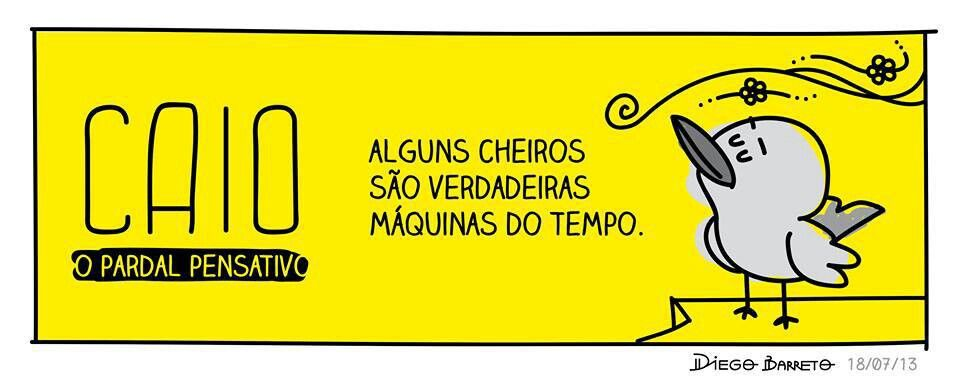 CAIO
O PARDAL PENSATIVO
ALGUNS CHEIROS
SÃO VERDADEIRAS
MÁQUINAS DO TEMPO.
DIEGO BARRETO 18/07/13